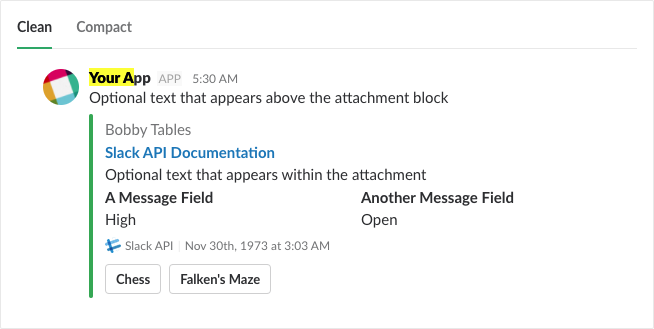 Clean Compact
Your App APP 5:30 AM
Optional text that appears above the attachment block
Bobby Tables
Slack API Documentation
Optional text that appears within the attachment
A Message Field Another Message Field
High Open
Slack API | Nov 30th, 1973 at 3:03 AM
Chess Falken's Maze